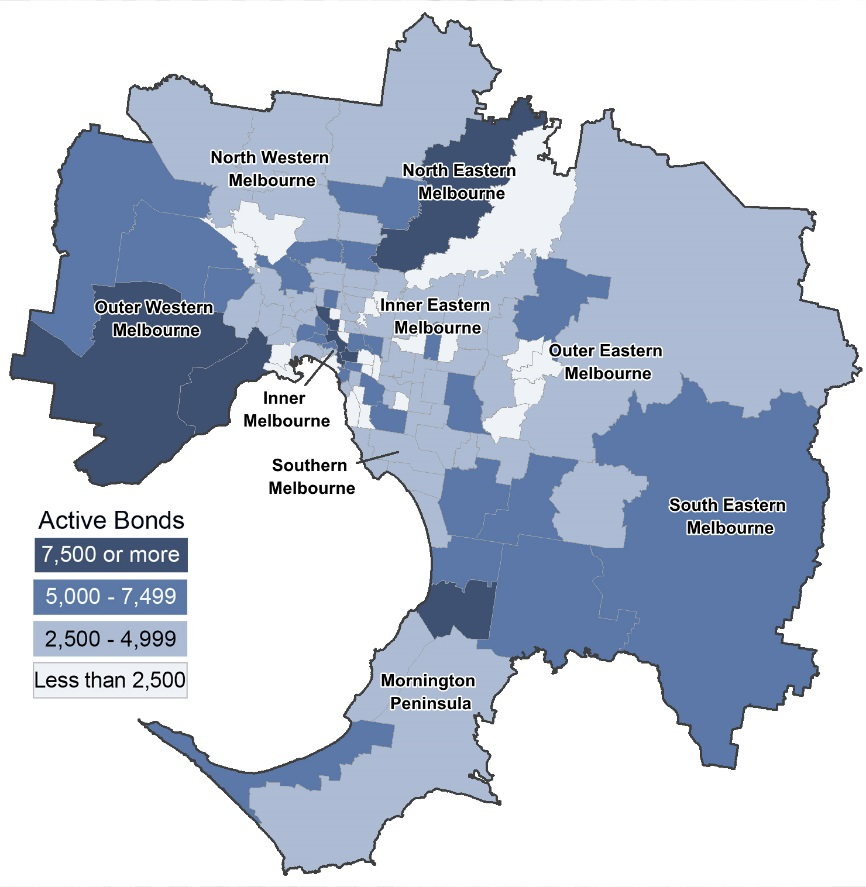 North Western
Melbourne
North Eastern
Melbourne
Outer Western
Melbourne
Inner Eastern
Melbourne
Outer Eastern
Melbourne
Inner
Melbourne
Southern
Melbourne
South Eastern
Melbourne
Active Bonds
7,500 or more
5,000 - 7,499
2,500 - 4,999
Less than 2,500
Mornington
Peninsula